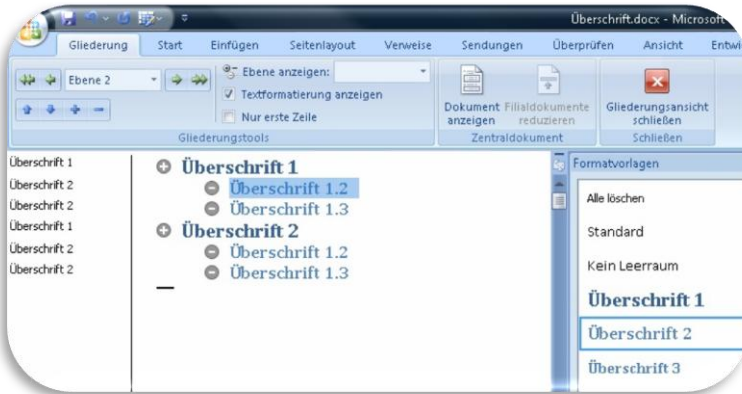 Überschrift.docx - Microsoft
Gliederung Start Einfügen Seitenlayout Verweise Sendungen Überprüfen Ansicht
Ebene 2
Ebene anzeigen:
Textformatierung anzeigen
Nur erste Zeile
Gliederungstools
Dokument anzeigen
Filialdokumente reduzieren
Zentraldokument
Gliederungsansicht schließen
Schließen
Überschrift 1
Überschrift 2
Überschrift 2
Überschrift 1
Überschrift 2
Überschrift 2
Überschrift 1
Überschrift 1.2
Überschrift 1.3
Überschrift 2
Überschrift 1.2
Überschrift 1.3
Formatvorlagen
Alle löschen
Standard
Kein Leerraum
Überschrift 1
Überschrift 2
Überschrift 3